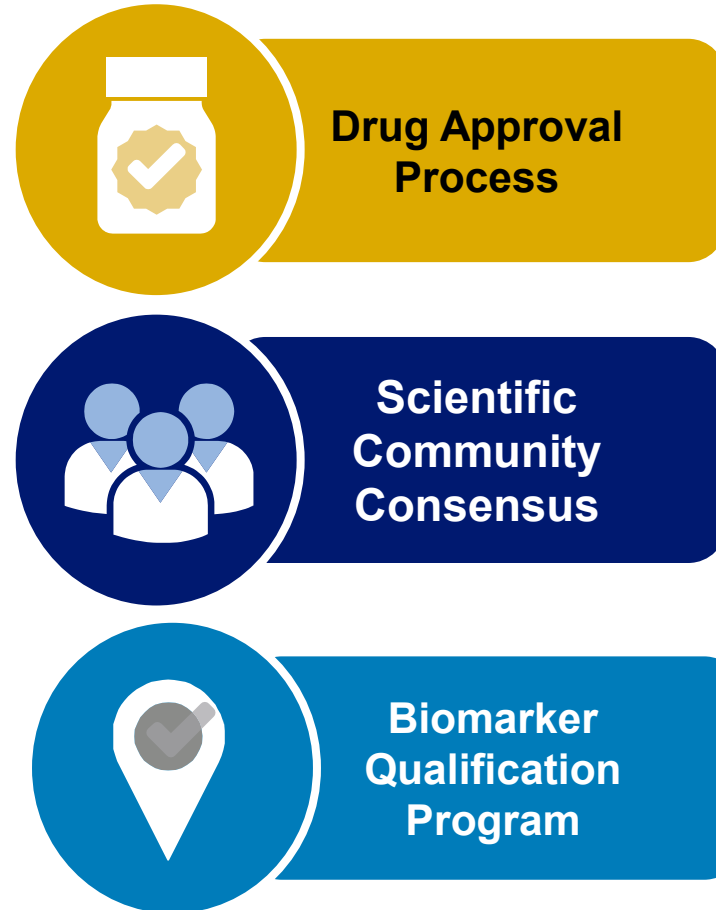 Drug Approval
Process
Scientific
Community
Consensus
Biomarker
Qualification
Program